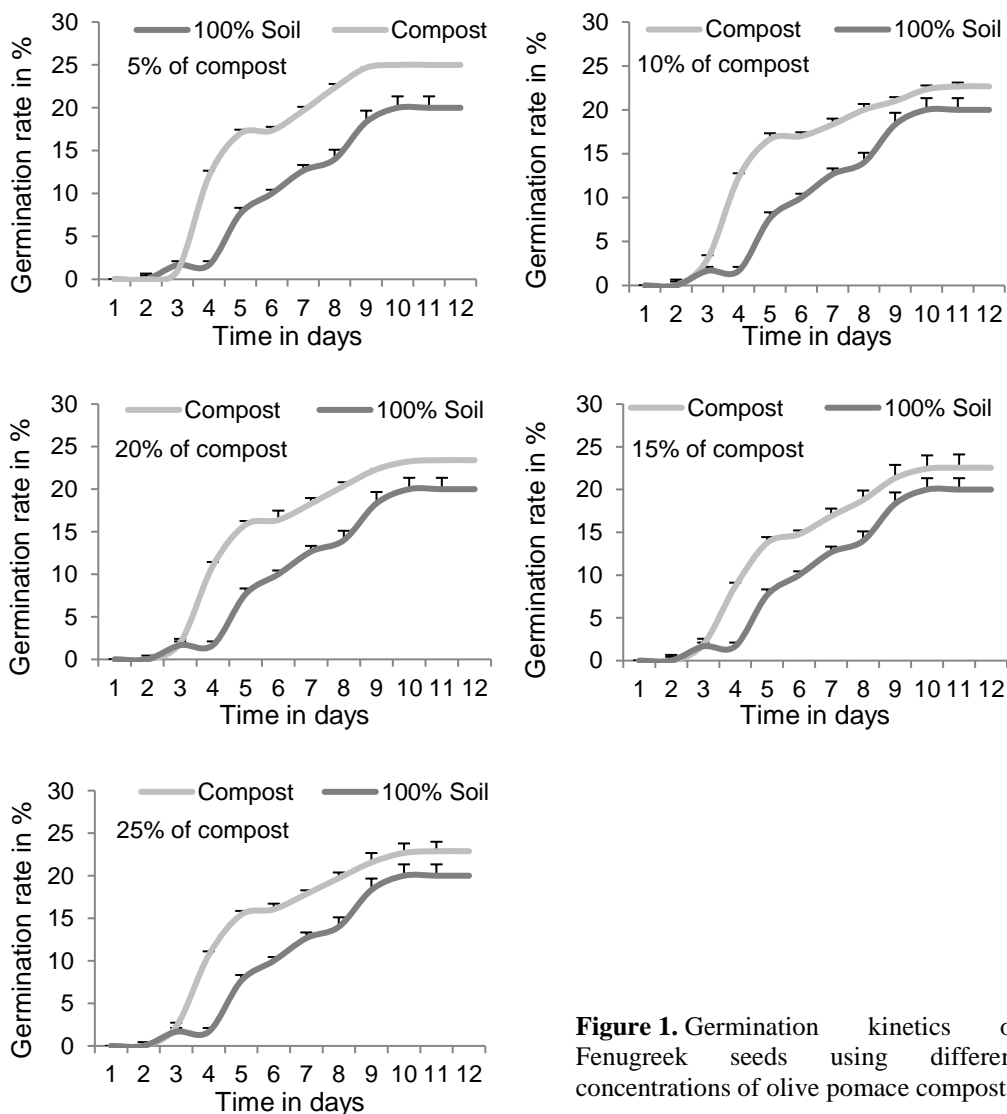 30
100% Soil Compost
25
5% of compost
20
15
10
5
0
Germination rate in %
1 2 3 4 5 6 7 8 9 10 11 12
Time in days
30
Compost 100% Soil
25
10% of compost
20
15
10
5
0
Germination rate in %
1 2 3 4 5 6 7 8 9 10 11 12
Time in days
30
Compost 100% Soil
25
20% of compost
20
15
10
5
0
Germination rate in %
1 2 3 4 5 6 7 8 9 10 11 12
Time in days
30
Compost 100% Soil
25
15% of compost
20
15
10
5
0
Germination rate in %
1 2 3 4 5 6 7 8 9 10 11 12
Time in days
30
Compost 100% Soil
25
25% of compost
20
15
10
5
0
Germination rate in %
1 2 3 4 5 6 7 8 9 10 11 12
Time in days
Figure 1. Germination kinetics o
Fenugreek seeds using differen
concentrations of olive pomace compost